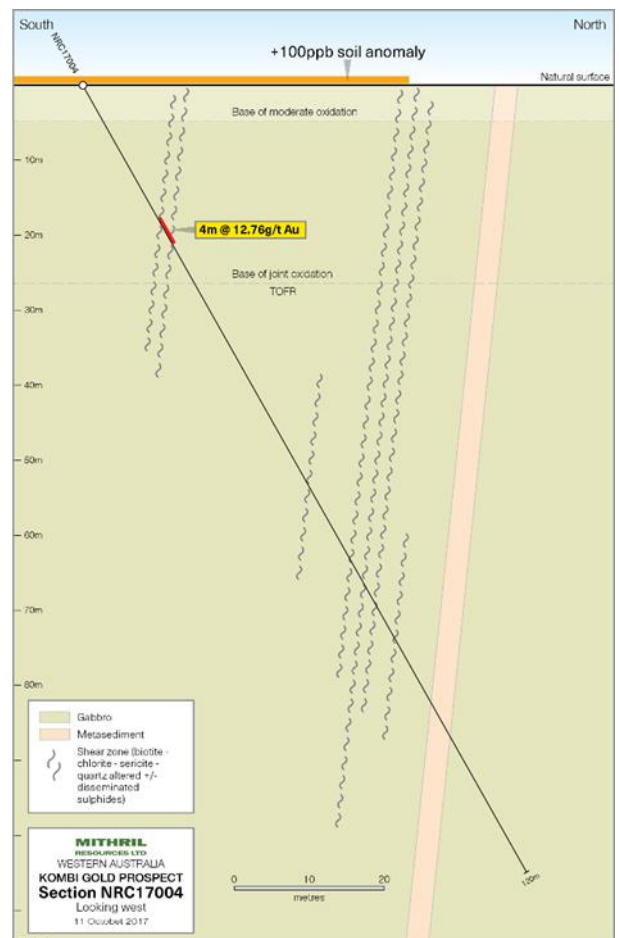 South
North
NRC17004
+100ppb soil anomaly
Natural surface
Base of moderate oxidation
10m
4m @ 12.76g/t Au
20m
Base of joint oxidation
TOFR
30m
40m
50m
60m
70m
80m
Gabbro
Metasediment
Shear zone (biotite -
chlorite - sericite -
quartz altered +/-
disseminated
sulphides)
MITHRIL
RESOURCES LTD
WESTERN AUSTRALIA
KOMBI GOLD PROSPECT
Section NRC17004
Looking west
11 October 2017
0 10 20
metres
120m